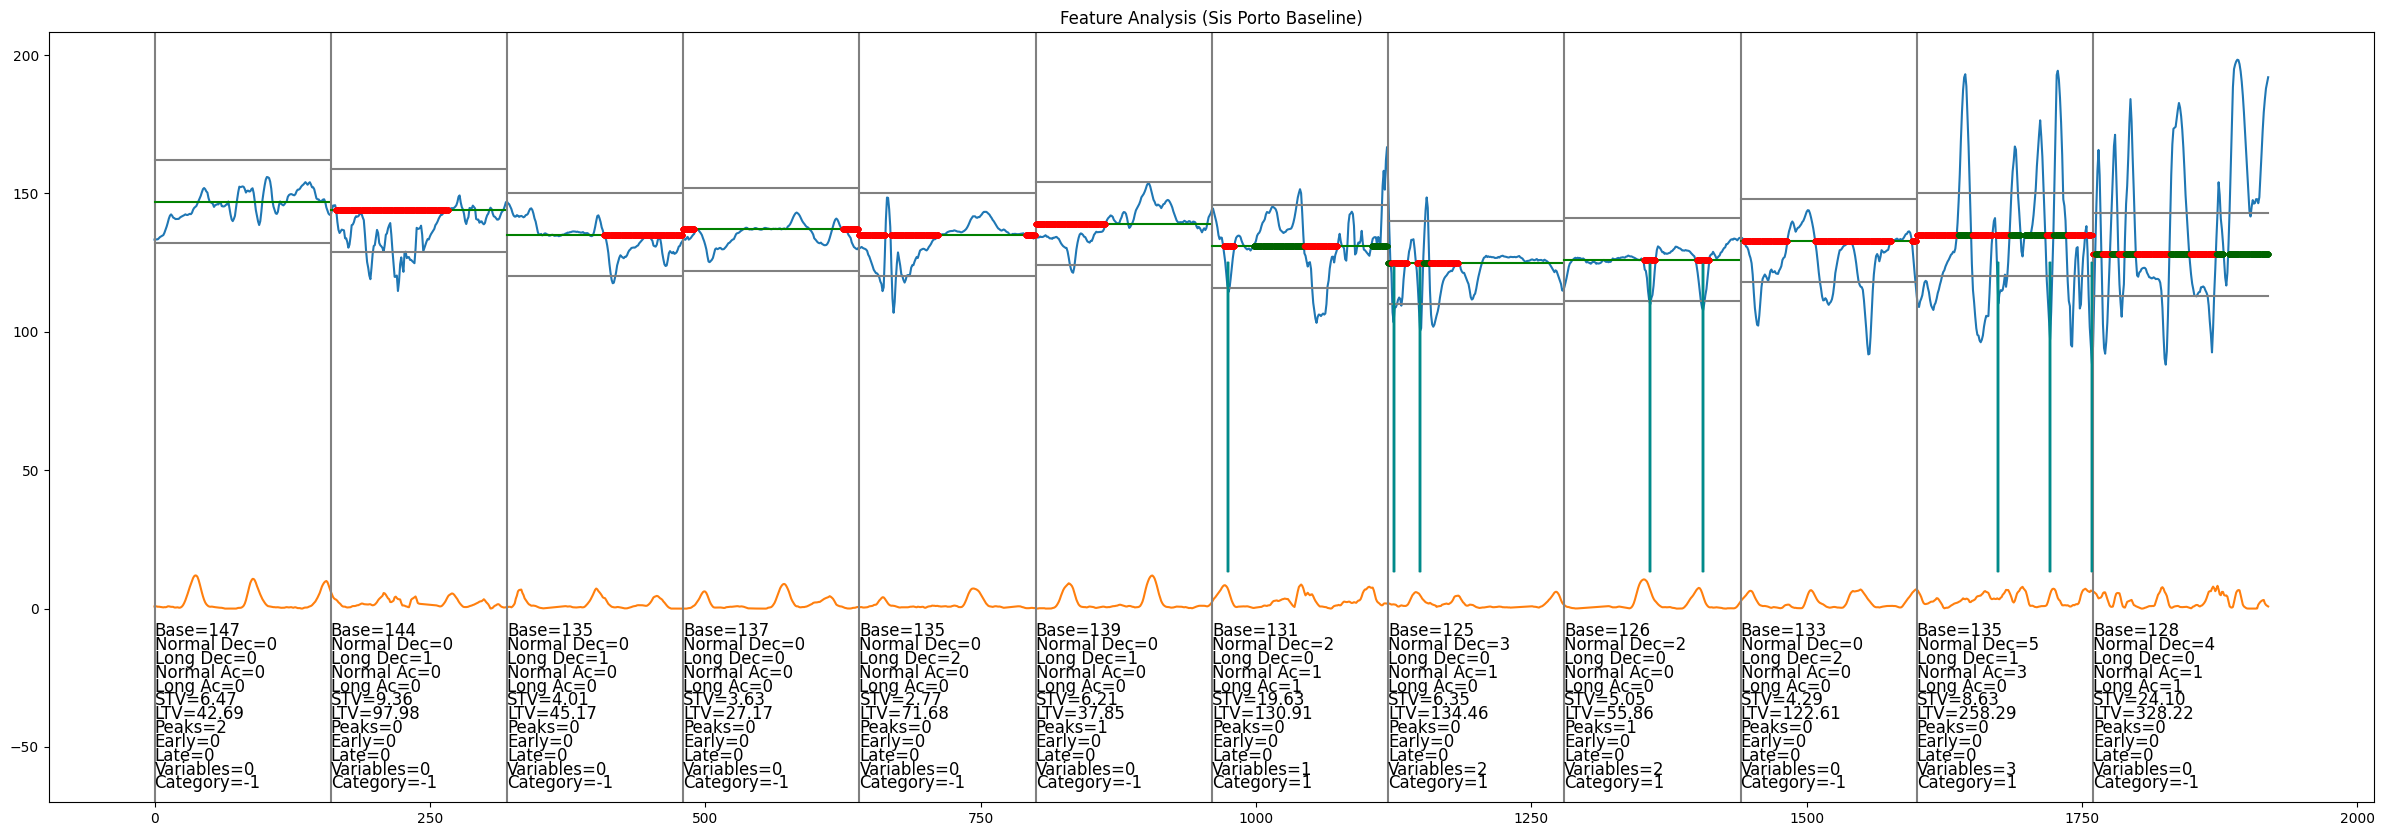 Feature Analysis (Sis Porto Baseline)
200
150
100
50
0
−50
Base=147
Normal Dec=0
Long Dec=0
Normal Ac=0
Long Ac=0
STV=6.47
LTV=42.69
Peaks=2
Early=0
Late=0
Variables=0
Category=-1
Base=144
Normal Dec=0
Long Dec=1
Normal Ac=0
Long Ac=0
STV=9.36
LTV=97.98
Peaks=0
Early=0
Late=0
Variables=0
Category=-1
Base=135
Normal Dec=0
Long Dec=1
Normal Ac=0
Long Ac=0
STV=4.01
LTV=45.17
Peaks=0
Early=0
Late=0
Variables=0
Category=-1
Base=137
Normal Dec=0
Long Dec=0
Normal Ac=0
Long Ac=0
STV=3.63
LTV=27.17
Peaks=0
Early=0
Late=0
Variables=0
Category=-1
Base=135
Normal Dec=0
Long Dec=2
Normal Ac=0
Long Ac=0
STV=2.77
LTV=71.68
Peaks=0
Early=0
Late=0
Variables=0
Category=-1
Base=139
Normal Dec=0
Long Dec=1
Normal Ac=0
Long Ac=0
STV=6.21
LTV=37.85
Peaks=1
Early=0
Late=0
Variables=0
Category=-1
Base=131
Normal Dec=2
Long Dec=0
Normal Ac=1
Long Ac=1
STV=19.63
LTV=130.91
Peaks=0
Early=0
Late=0
Variables=1
Category=1
Base=125
Normal Dec=3
Long Dec=0
Normal Ac=1
Long Ac=0
STV=6.35
LTV=134.46
Peaks=0
Early=0
Late=0
Variables=2
Category=1
Base=126
Normal Dec=2
Long Dec=0
Normal Ac=0
Long Ac=0
STV=5.05
LTV=55.86
Peaks=1
Early=0
Late=0
Variables=2
Category=1
Base=133
Normal Dec=0
Long Dec=2
Normal Ac=0
Long Ac=0
STV=4.29
LTV=122.61
Peaks=0
Early=0
Late=0
Variables=0
Category=-1
Base=135
Normal Dec=5
Long Dec=1
Normal Ac=3
Long Ac=0
STV=8.63
LTV=258.29
Peaks=0
Early=0
Late=0
Variables=3
Category=1
Base=128
Normal Dec=4
Long Dec=0
Normal Ac=1
Long Ac=1
STV=24.10
LTV=328.22
Peaks=0
Early=0
Late=0
Variables=0
Category=-1
0
250
500
750
1000
1250
1500
1750
2000